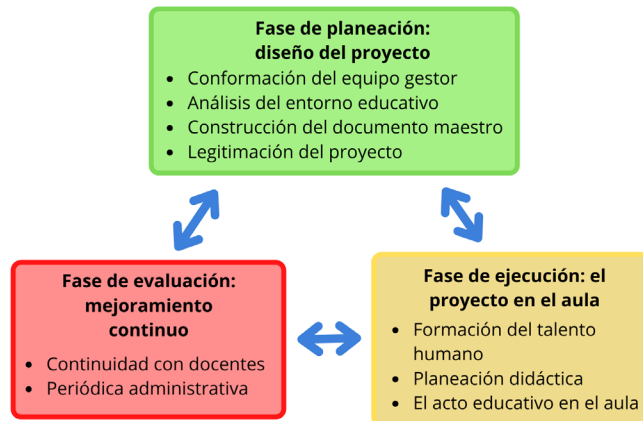 Fase de planeación:
diseño del proyecto
• Conformación del equipo gestor
• Análisis del entorno educativo
• Construcción del documento maestro
• Legitimación del proyecto
Fase de evaluación:
mejoramiento
continuo
• Continuidad con docentes
• Periódica administrativa
Fase de ejecución: el
proyecto en el aula
• Formación del talento
humano
• Planeación didáctica
• El acto educativo en el aula